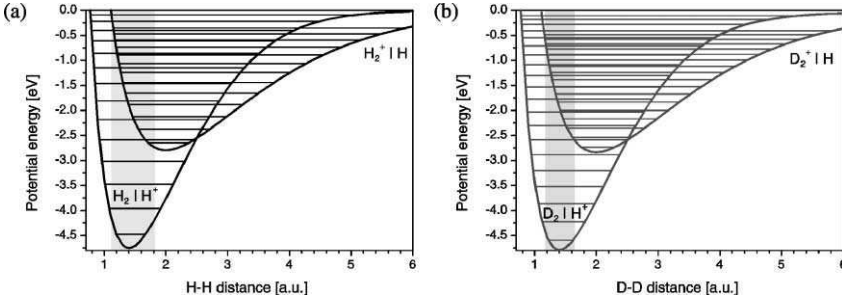 (a)
0.0
-0.5
-1.0
-1.5
-2.0
-2.5
-3.0
-3.5
-4.0
-4.5
Potential energy [eV]
H₂⁺ | H
H₂ | H⁺
1 2 3 4 5 6
H-H distance [a.u.]
(b)
0.0
-0.5
-1.0
-1.5
-2.0
-2.5
-3.0
-3.5
-4.0
-4.5
Potential energy [eV]
D₂⁺ | H
D₂ | H⁺
1 2 3 4 5 6
D-D distance [a.u.]